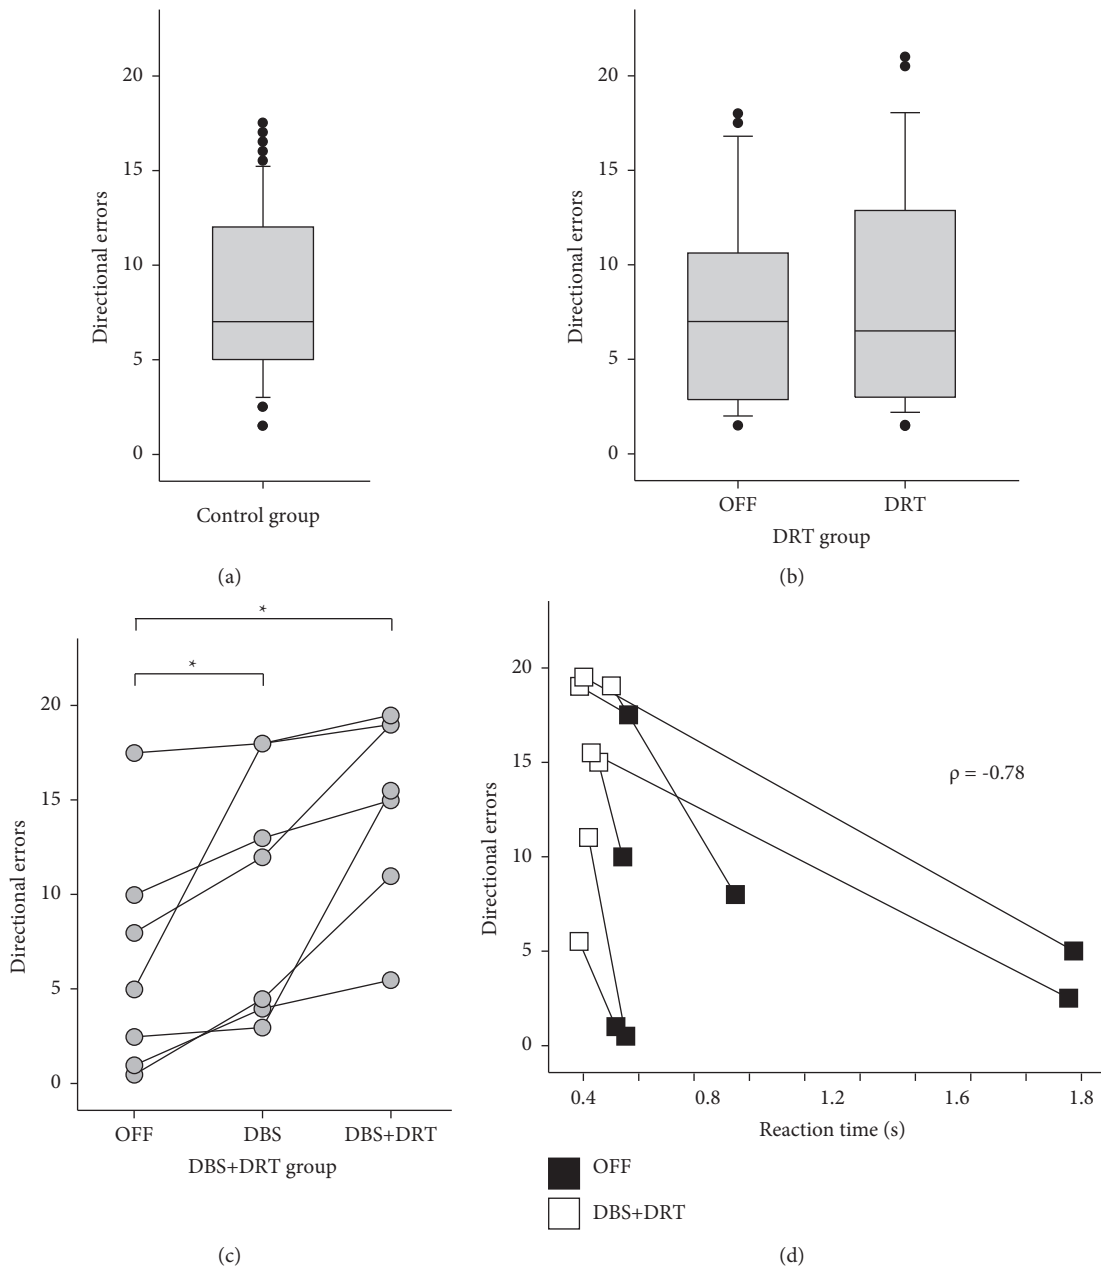 20
15
10
5
0
Directional errors
Control group
(a)
20
15
10
5
0
Directional errors
OFF
DRT
DRT group
(b)
*
*
20
15
10
5
0
Directional errors
OFF
DBS
DBS+DRT
DBS+DRT group
(c)
20
15
10
5
0
Directional errors
ρ = -0.78
0.4
0.8
1.2
1.6
1.8
Reaction time (s)
OFF
DBS+DRT
(d)